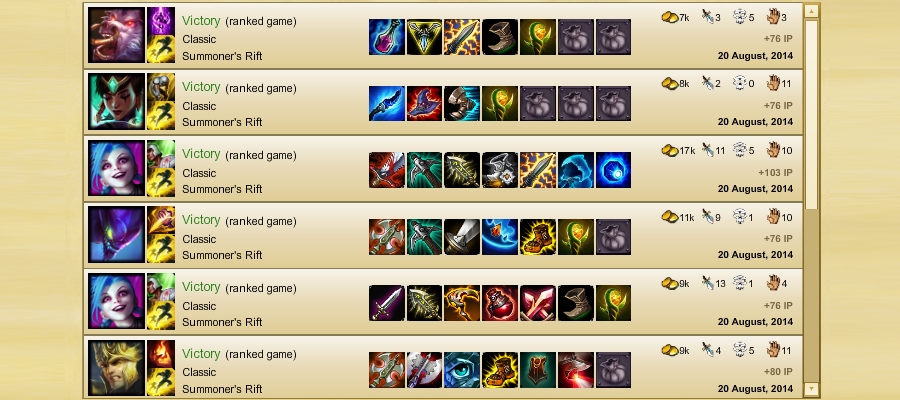 Victory (ranked game) 7k 3 5 3
Classic +76 IP
Summoner's Rift 20 August, 2014
Victory (ranked game) 8k 2 0 11
Classic +76 IP
Summoner's Rift 20 August, 2014
Victory (ranked game) 17k 11 5 10
Classic +103 IP
Summoner's Rift 20 August, 2014
Victory (ranked game) 11k 9 1 10
Classic +76 IP
Summoner's Rift 20 August, 2014
Victory (ranked game) 9k 13 1 4
Classic +76 IP
Summoner's Rift 20 August, 2014
Victory (ranked game) 9k 4 5 11
Classic +80 IP
Summoner's Rift 20 August, 2014